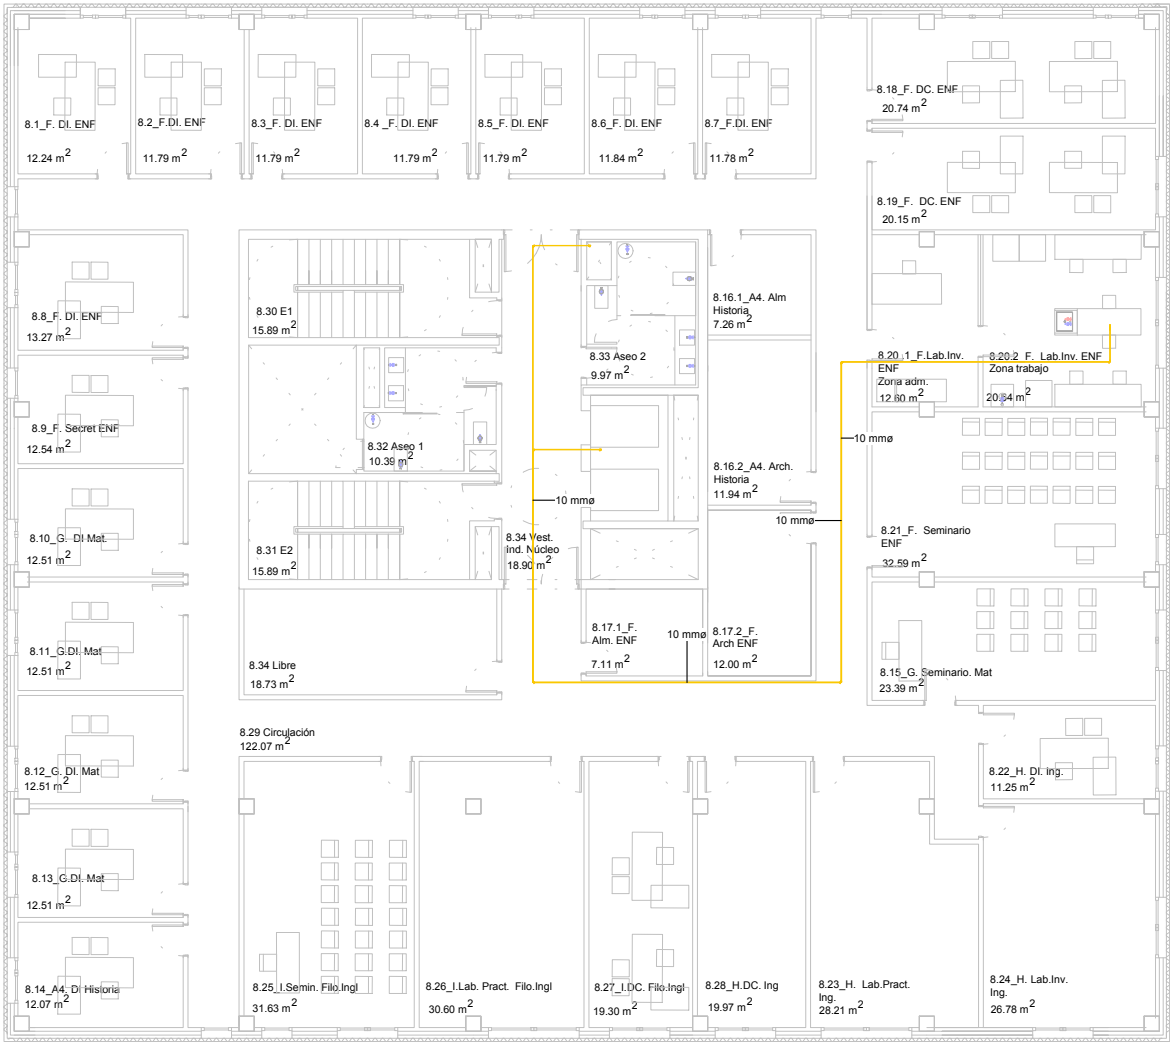 8.1_F. DI. ENF
12.24 m²
8.2_F.DI. ENF
11.79 m²
8.3_F. DI. ENF
11.79 m²
8.4 _F. DI. ENF
11.79 m²
8.5_F. DI. ENF
11.79 m²
8.6_F. DI. ENF
11.84 m²
8.7_F.DI. ENF
11.78 m²
8.18_F. DC. ENF
20.74 m²
8.19_F. DC. ENF
20.15 m²
8.8_F. DI. ENF
13.27 m²
8.30 E1
15.89 m²
8.33 Aseo 2
9.97 m²
8.16.1_A4. Alm
Historia
7.26 m²
8.20 .1_F.Lab.Inv.
ENF
Zona adm.
12.60 m²
8.20.2 F. Lab.Inv. ENF
Zona trabajo
20.64 m²
8.9_F. Secret ENF
12.54 m²
8.32 Aseo 1
10.39 m²
10 mmø
8.16.2_A4. Arch.
Historia
11.94 m²
10 mmø
10 mmø
8.10_G. DI Mat.
12.51 m²
8.31 E2
15.89 m²
8.34 Vest.
Ind. Núcleo
18.90 m²
8.21_F. Seminario
ENF
32.59 m²
8.11_G.DI. Mat
12.51 m²
8.34 Libre
18.73 m²
8.17.1_F.
Alm. ENF
7.11 m²
10 mmø
8.17.2_F.
Arch ENF
12.00 m²
8.15_G. Seminario. Mat
23.39 m²
8.29 Circulación
122.07 m²
8.12_G.DI. Mat
12.51 m²
8.22_H. DI. ing.
11.25 m²
8.13_G.DI. Mat
12.51 m²
8.14_A4. DI Historia
12.07 m²
8.25_I.Semin. Filo.Ingl
31.63 m²
8.26_I.Lab. Pract. Filo.Ingl
30.60 m²
8.27_I.DC. Filo.Ingl
19.30 m²
8.28_H.DC. Ing
19.97 m²
8.23_H. Lab.Pract.
Ing.
28.21 m²
8.24_H. Lab.Inv.
Ing.
26.78 m²